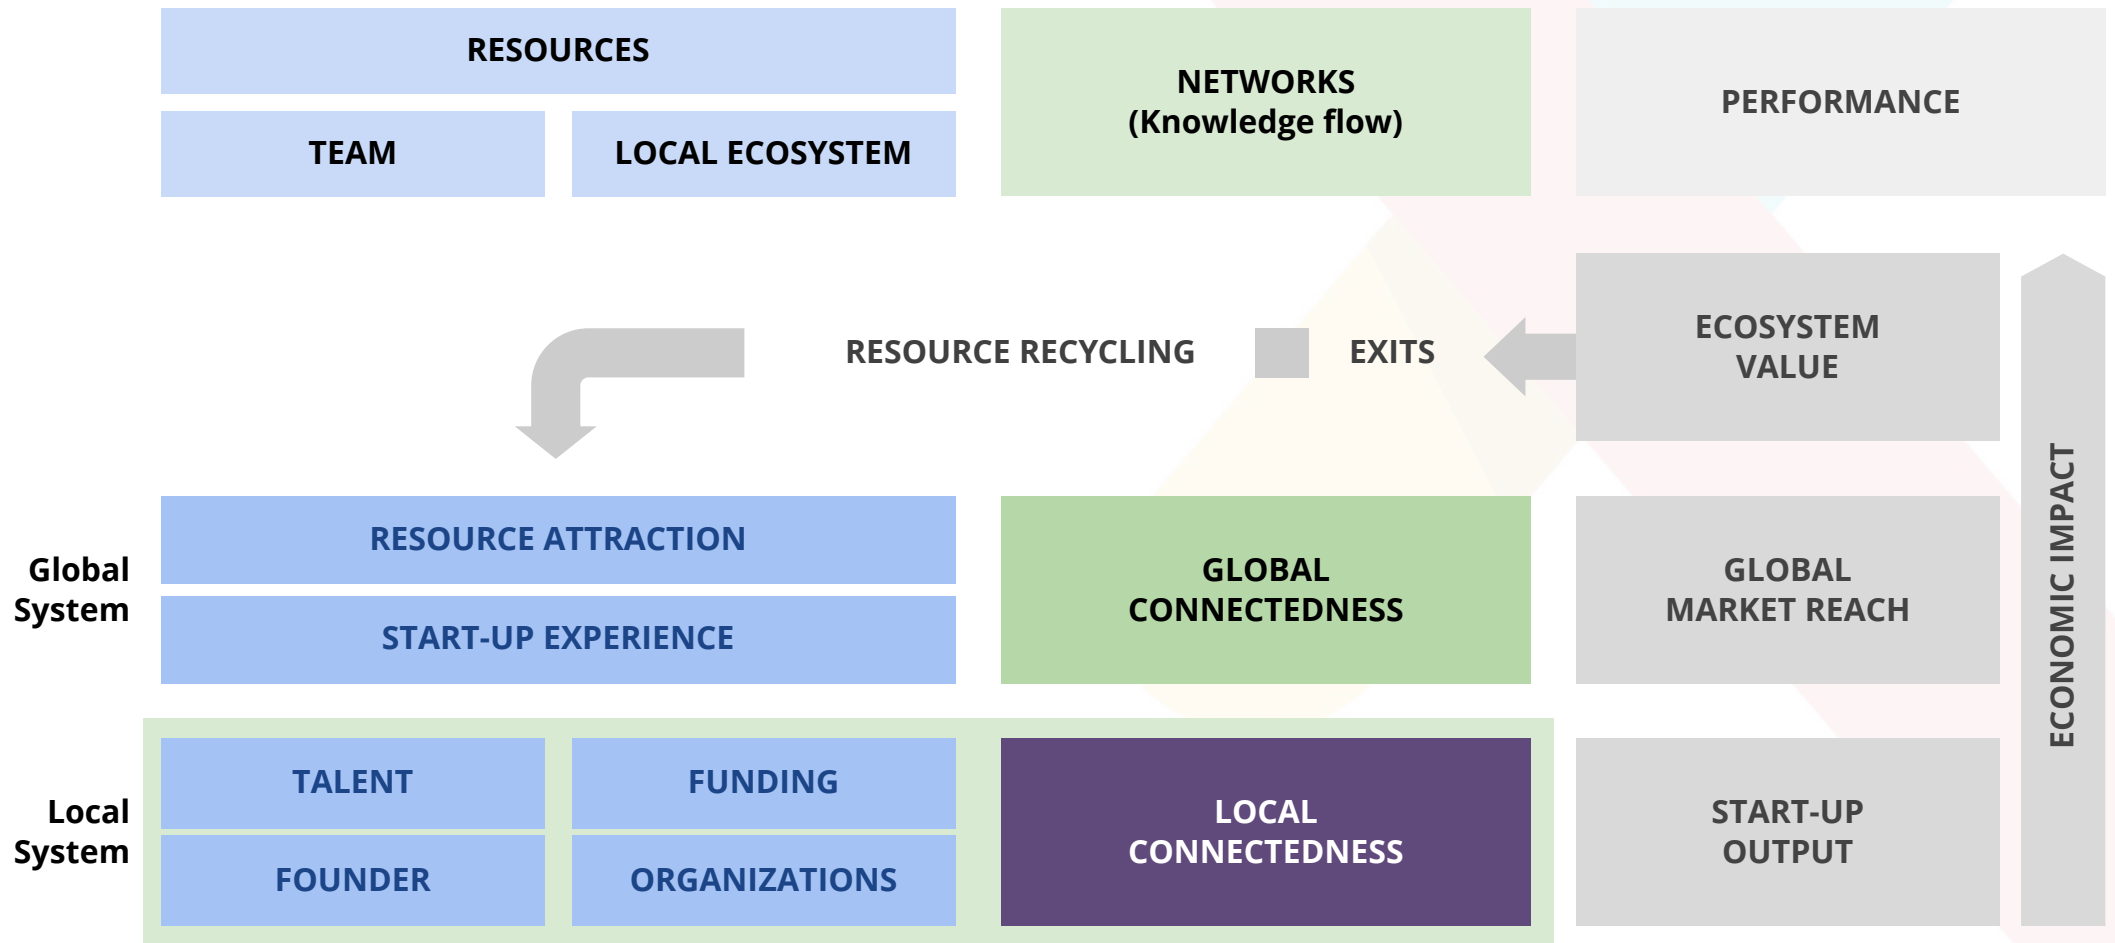 RESOURCES
TEAM
LOCAL ECOSYSTEM
NETWORKS
(Knowledge flow)
PERFORMANCE
RESOURCE RECYCLING
EXITS
ECOSYSTEM
VALUE
ECONOMIC IMPACT
Global
System
RESOURCE ATTRACTION
START-UP EXPERIENCE
GLOBAL
CONNECTEDNESS
GLOBAL
MARKET REACH
Local
System
TALENT
FUNDING
FOUNDER
ORGANIZATIONS
LOCAL
CONNECTEDNESS
START-UP
OUTPUT